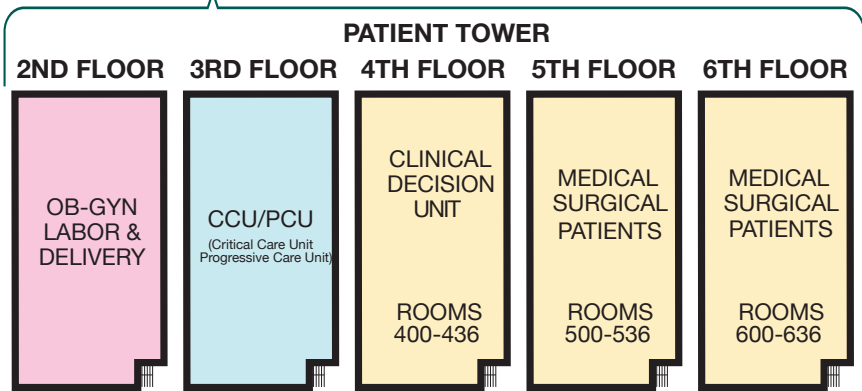 PATIENT TOWER
2ND FLOOR
3RD FLOOR
4TH FLOOR
5TH FLOOR
6TH FLOOR
OB-GYN
LABOR &
DELIVERY
CCU/PCU
(Critical Care Unit
Progressive Care Unit)
CLINICAL
DECISION
UNIT
ROOMS
400-436
MEDICAL
SURGICAL
PATIENTS
ROOMS
500-536
MEDICAL
SURGICAL
PATIENTS
ROOMS
600-636